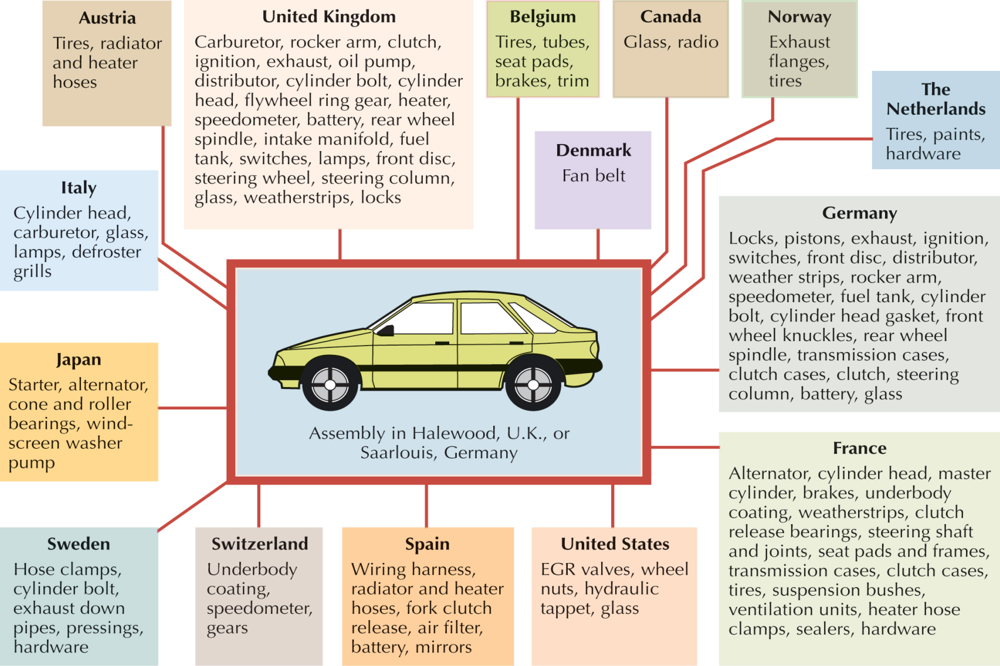 Austria
Tires, radiator
and heater
hoses
United Kingdom
Carburetor, rocker arm, clutch,
ignition, exhaust, oil pump,
distributor, cylinder bolt, cylinder
head, flywheel ring gear, heater,
speedometer, battery, rear wheel
spindle, intake manifold, fuel
tank, switches, lamps, front disc,
steering wheel, steering column,
glass, weatherstrips, locks
Belgium
Tires, tubes,
seat pads,
brakes, trim
Canada
Glass, radio
Norway
Exhaust
flanges,
tires
The
Netherlands
Tires, paints,
hardware
Denmark
Fan belt
Italy
Cylinder head,
carburetor, glass,
lamps, defroster
grills
Germany
Locks, pistons, exhaust, ignition,
switches, front disc, distributor,
weather strips, rocker arm,
speedometer, fuel tank, cylinder
bolt, cylinder head gasket, front
wheel knuckles, rear wheel
spindle, transmission cases,
clutch cases, clutch, steering
column, battery, glass
Japan
Starter, alternator,
cone and roller
bearings, wind-
screen washer
pump
Assembly in Halewood, U.K., or
Saarlouis, Germany
France
Alternator, cylinder head, master
cylinder, brakes, underbody
coating, weatherstrips, clutch
release bearings, steering shaft
and joints, seat pads and frames,
transmission cases, clutch cases,
tires, suspension bushes,
ventilation units, heater hose
clamps, sealers, hardware
Sweden
Hose clamps,
cylinder bolt,
exhaust down
pipes, pressings,
hardware
Switzerland
Underbody
coating,
speedometer,
gears
Spain
Wiring harness,
radiator and heater
hoses, fork clutch
release, air filter,
battery, mirrors
United States
EGR valves, wheel
nuts, hydraulic
tappet, glass